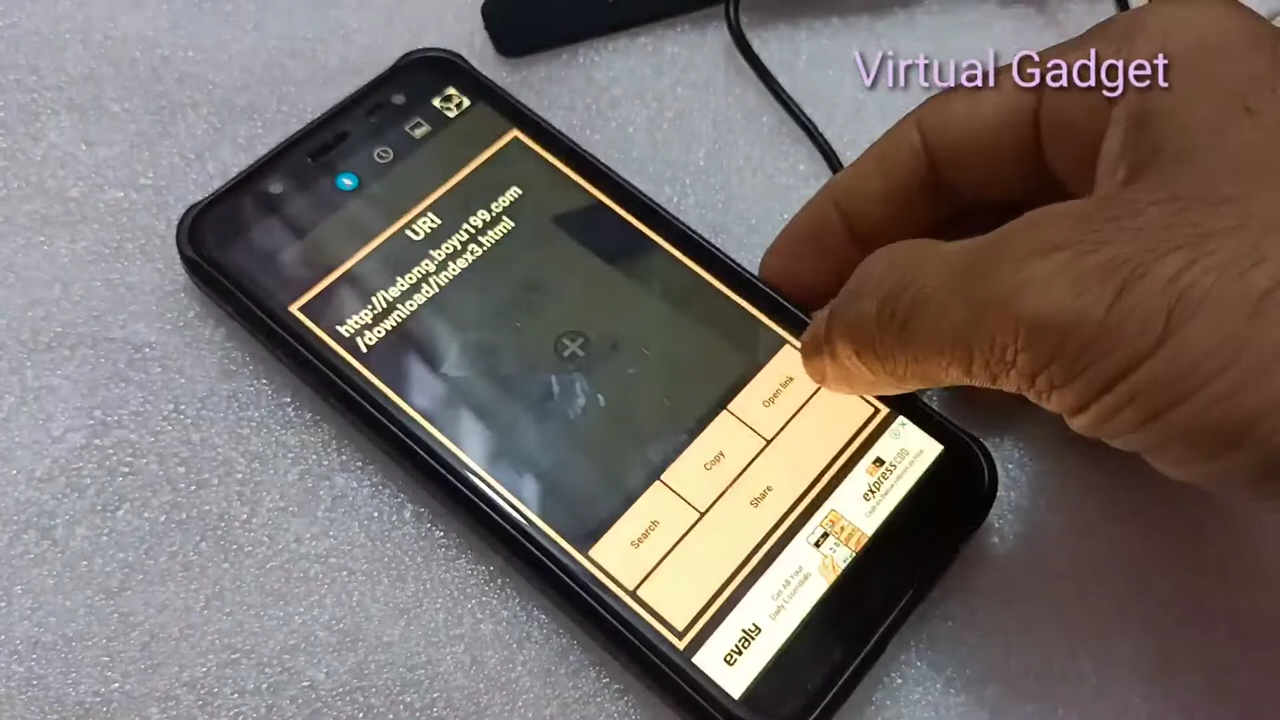 Virtual Gadget
URI
http://ledong.boyu199.com
/download/index3.html
Open link
Copy
Search
Share
evaly
Get All Your
Daily Essentials
express